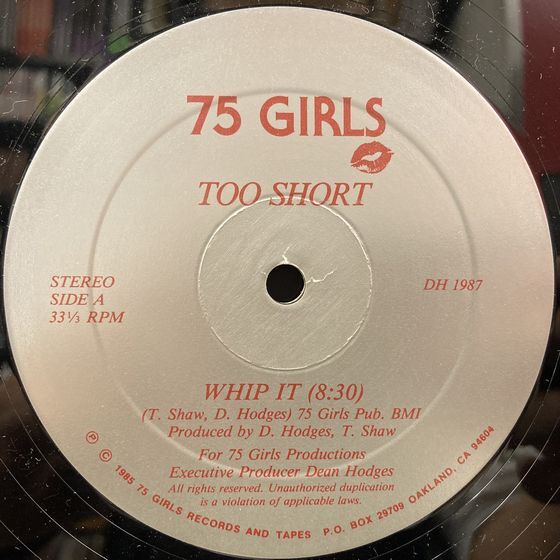 75 GIRLS
TOO SHORT
STEREO
SIDE A
33⅓ RPM
DH 1987
WHIP IT (8:30)
(T. Shaw, D. Hodges) 75 Girls Pub. BMI
Produced by D. Hodges, T. Shaw
For 75 Girls Productions
Executive Producer Dean Hodges
All rights reserved. Unauthorized duplication
is a violation of applicable laws.
Ⓟ © 1985 75 GIRLS RECORDS AND TAPES P.O. BOX 29709 OAKLAND, CA 94604